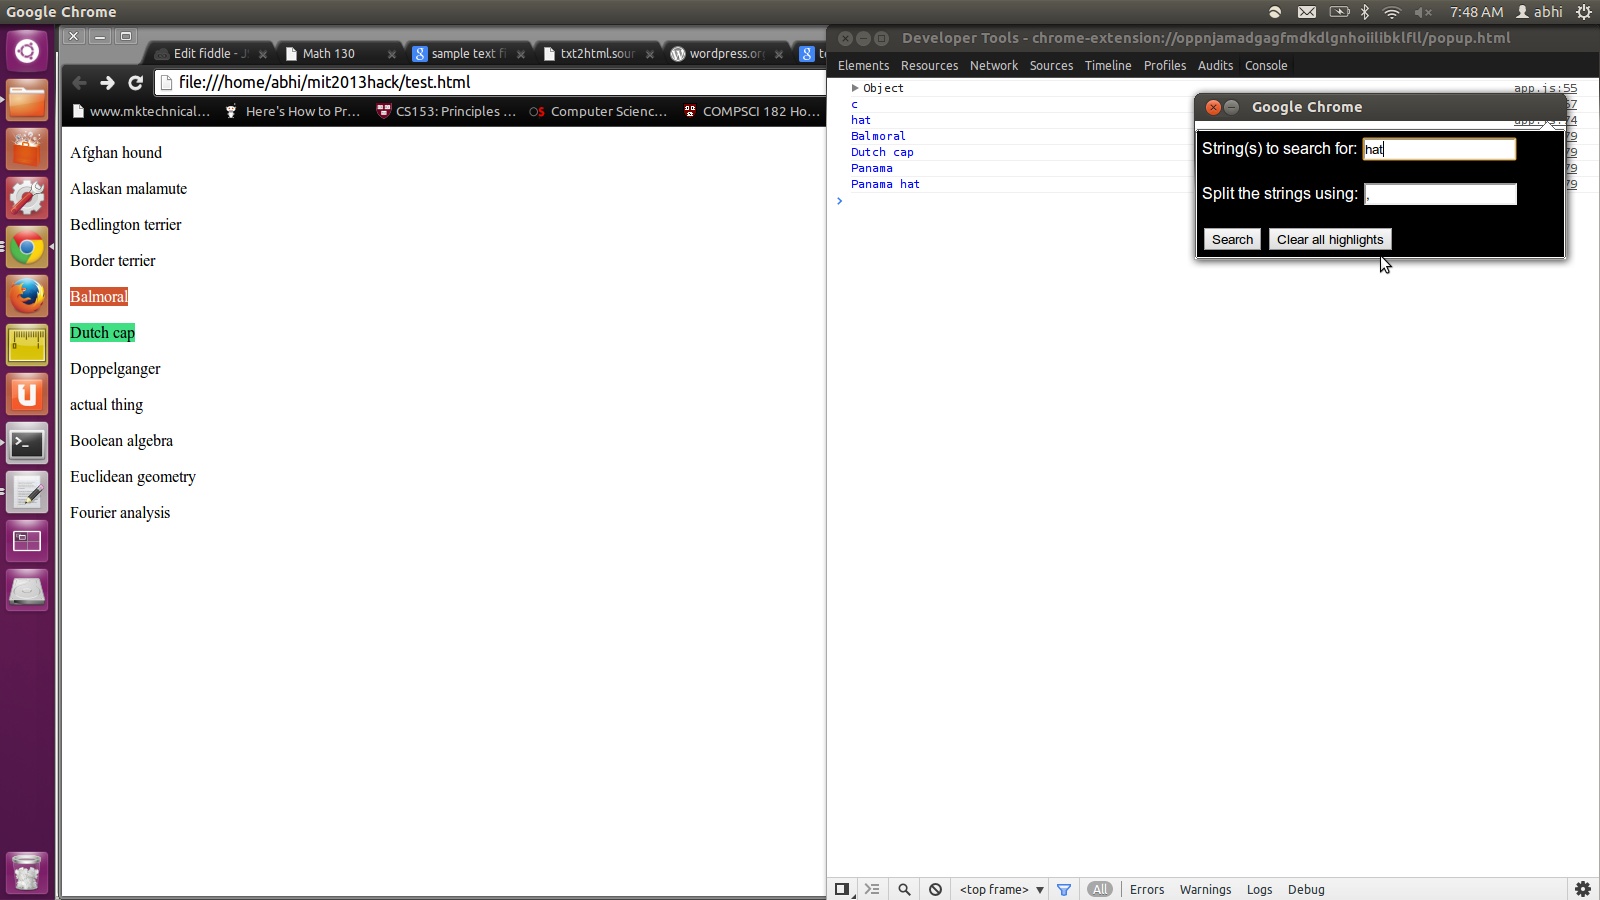 Google Chrome
7:48 AM abhi
Edit fiddle - J
Math 130
sample text fi
txt2html.sour
wordpress.or
file:///home/abhi/mit2013hack/test.html
www.mktechnical...
Here's How to Pr...
CS153: Principles ...
Computer Scienc...
COMPSCI 182 Ho...
Afghan hound
Alaskan malamute
Bedlington terrier
Border terrier
Balmoral
Dutch cap
Doppelganger
actual thing
Boolean algebra
Euclidean geometry
Fourier analysis
Developer Tools - chrome-extension://oppnjamadgagfmdkdlgnhoiilibklfll/popup.html
Elements Resources Network Sources Timeline Profiles Audits Console
Object app.js:55
c
hat
Balmoral
Dutch cap
Panama
Panama hat
Google Chrome
String(s) to search for: hat
Split the strings using: ,
Search Clear all highlights
<top frame> All Errors Warnings Logs Debug